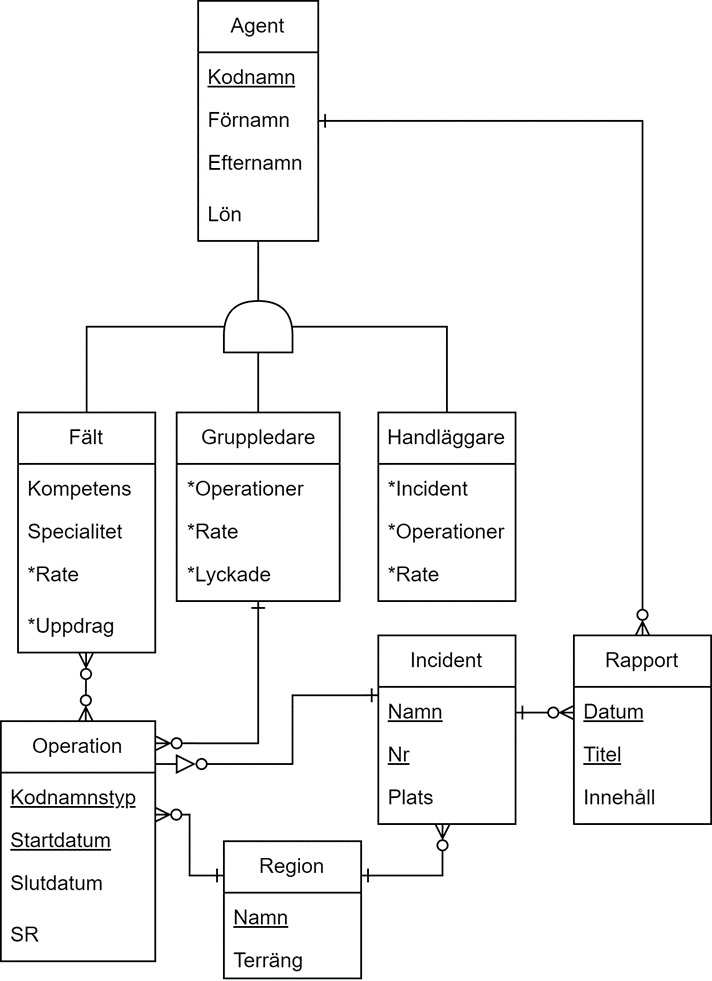 Agent
Kodnamn
Förnamn
Efternamn
Lön
Fält
Kompetens
Specialitet
*Rate
*Uppdrag
Gruppledare
*Operationer
*Rate
*Lyckade
Handläggare
*Incident
*Operationer
*Rate
Incident
Namn
Nr
Plats
Rapport
Datum
Titel
Innehåll
Operation
Kodnamnstyp
Startdatum
Slutdatum
SR
Region
Namn
Terräng